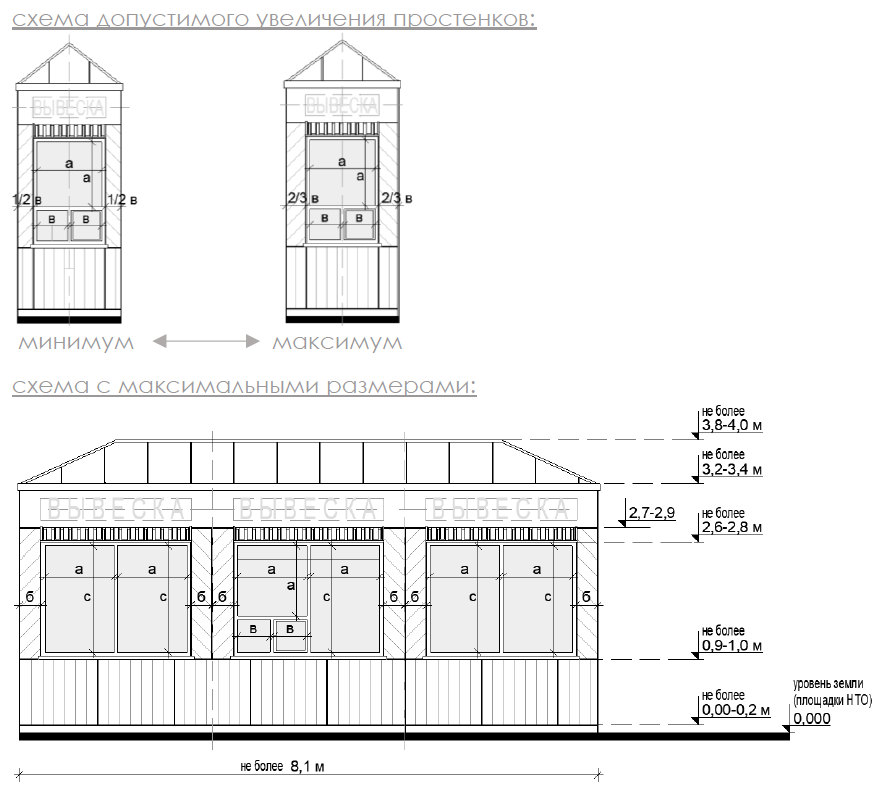 схема допустимого увеличения простенков:
ВЫВЕСКА ВЫВЕСКА
а а
а а
1/2 в 1/2 в 2/3 в 2/3 в
в в в в
минимум максимум
схема с максимальными размерами:
не более
3,8-4,0 м
не более
3,2-3,4 м
ВЫВЕСКА ВЫВЕСКА ВЫВЕСКА
2,7-2,9
не более
2,6-2,8 м
а а а а а а
а
б с с б б с б б с с б
в в
не более
0,9-1,0 м
уровень земли
(площадки НТО)
0,000
не более
0,00-0,2 м
не более 8,1 м